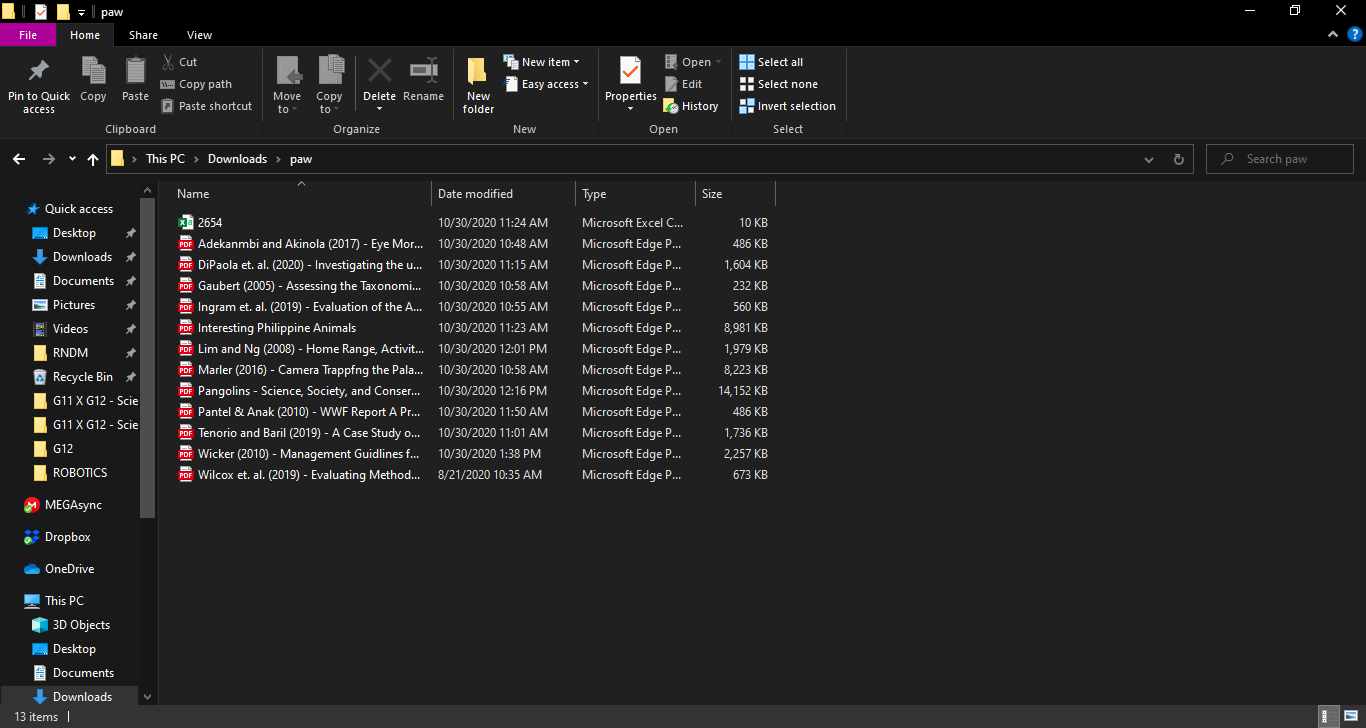 paw
File Home Share View
Pin to Quick access
Copy
Paste
Cut
Copy path
Paste shortcut
Clipboard
Move to
Copy to
Delete
Rename
Organize
New folder
New item
Easy access
New
Properties
Open
Edit
History
Open
Select all
Select none
Invert selection
Select
This PC > Downloads > paw
Search paw
Quick access
Desktop
Downloads
Documents
Pictures
Videos
RNDM
Recycle Bin
G11 X G12 - Scie
G11 X G12 - Scie
G12
ROBOTICS
MEGAsync
Dropbox
OneDrive
This PC
3D Objects
Desktop
Documents
Downloads
Name Date modified Type Size
2654 10/30/2020 11:24 AM Microsoft Excel C... 10 KB
PDF Adekanmbi and Akinola (2017) - Eye Mor... 10/30/2020 10:48 AM Microsoft Edge P... 486 KB
PDF DiPaola et. al. (2020) - Investigating the u... 10/30/2020 11:15 AM Microsoft Edge P... 1,604 KB
PDF Gaubert (2005) - Assessing the Taxonomi... 10/30/2020 10:58 AM Microsoft Edge P... 232 KB
PDF Ingram et. al. (2019) - Evaluation of the A... 10/30/2020 10:55 AM Microsoft Edge P... 560 KB
PDF Interesting Philippine Animals 10/30/2020 11:23 AM Microsoft Edge P... 8,981 KB
PDF Lim and Ng (2008) - Home Range, Activit... 10/30/2020 12:01 PM Microsoft Edge P... 1,979 KB
PDF Marler (2016) - Camera Trappfng the Pala... 10/30/2020 10:58 AM Microsoft Edge P... 8,223 KB
PDF Pangolins - Science, Society, and Conser... 10/30/2020 12:16 PM Microsoft Edge P... 14,152 KB
PDF Pantel & Anak (2010) - WWF Report A Pr... 10/30/2020 11:50 AM Microsoft Edge P... 486 KB
PDF Tenorio and Baril (2019) - A Case Study o... 10/30/2020 11:01 AM Microsoft Edge P... 1,736 KB
PDF Wicker (2010) - Management Guidlines f... 10/30/2020 1:38 PM Microsoft Edge P... 2,257 KB
PDF Wilcox et. al. (2019) - Evaluating Method... 8/21/2020 10:35 AM Microsoft Edge P... 673 KB
13 items